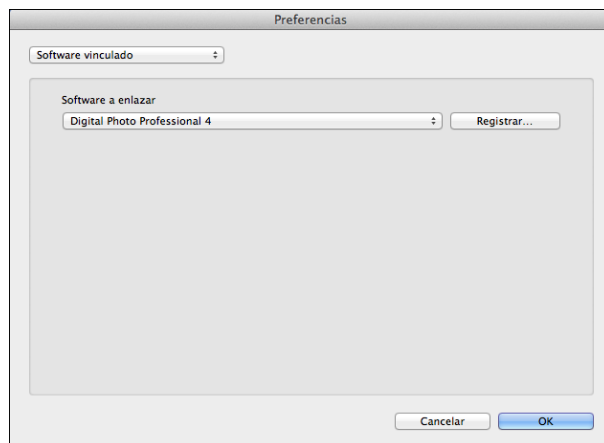 Preferencias
Software vinculado
Software a enlazar
Digital Photo Professional 4
Registrar...
Cancelar
OK